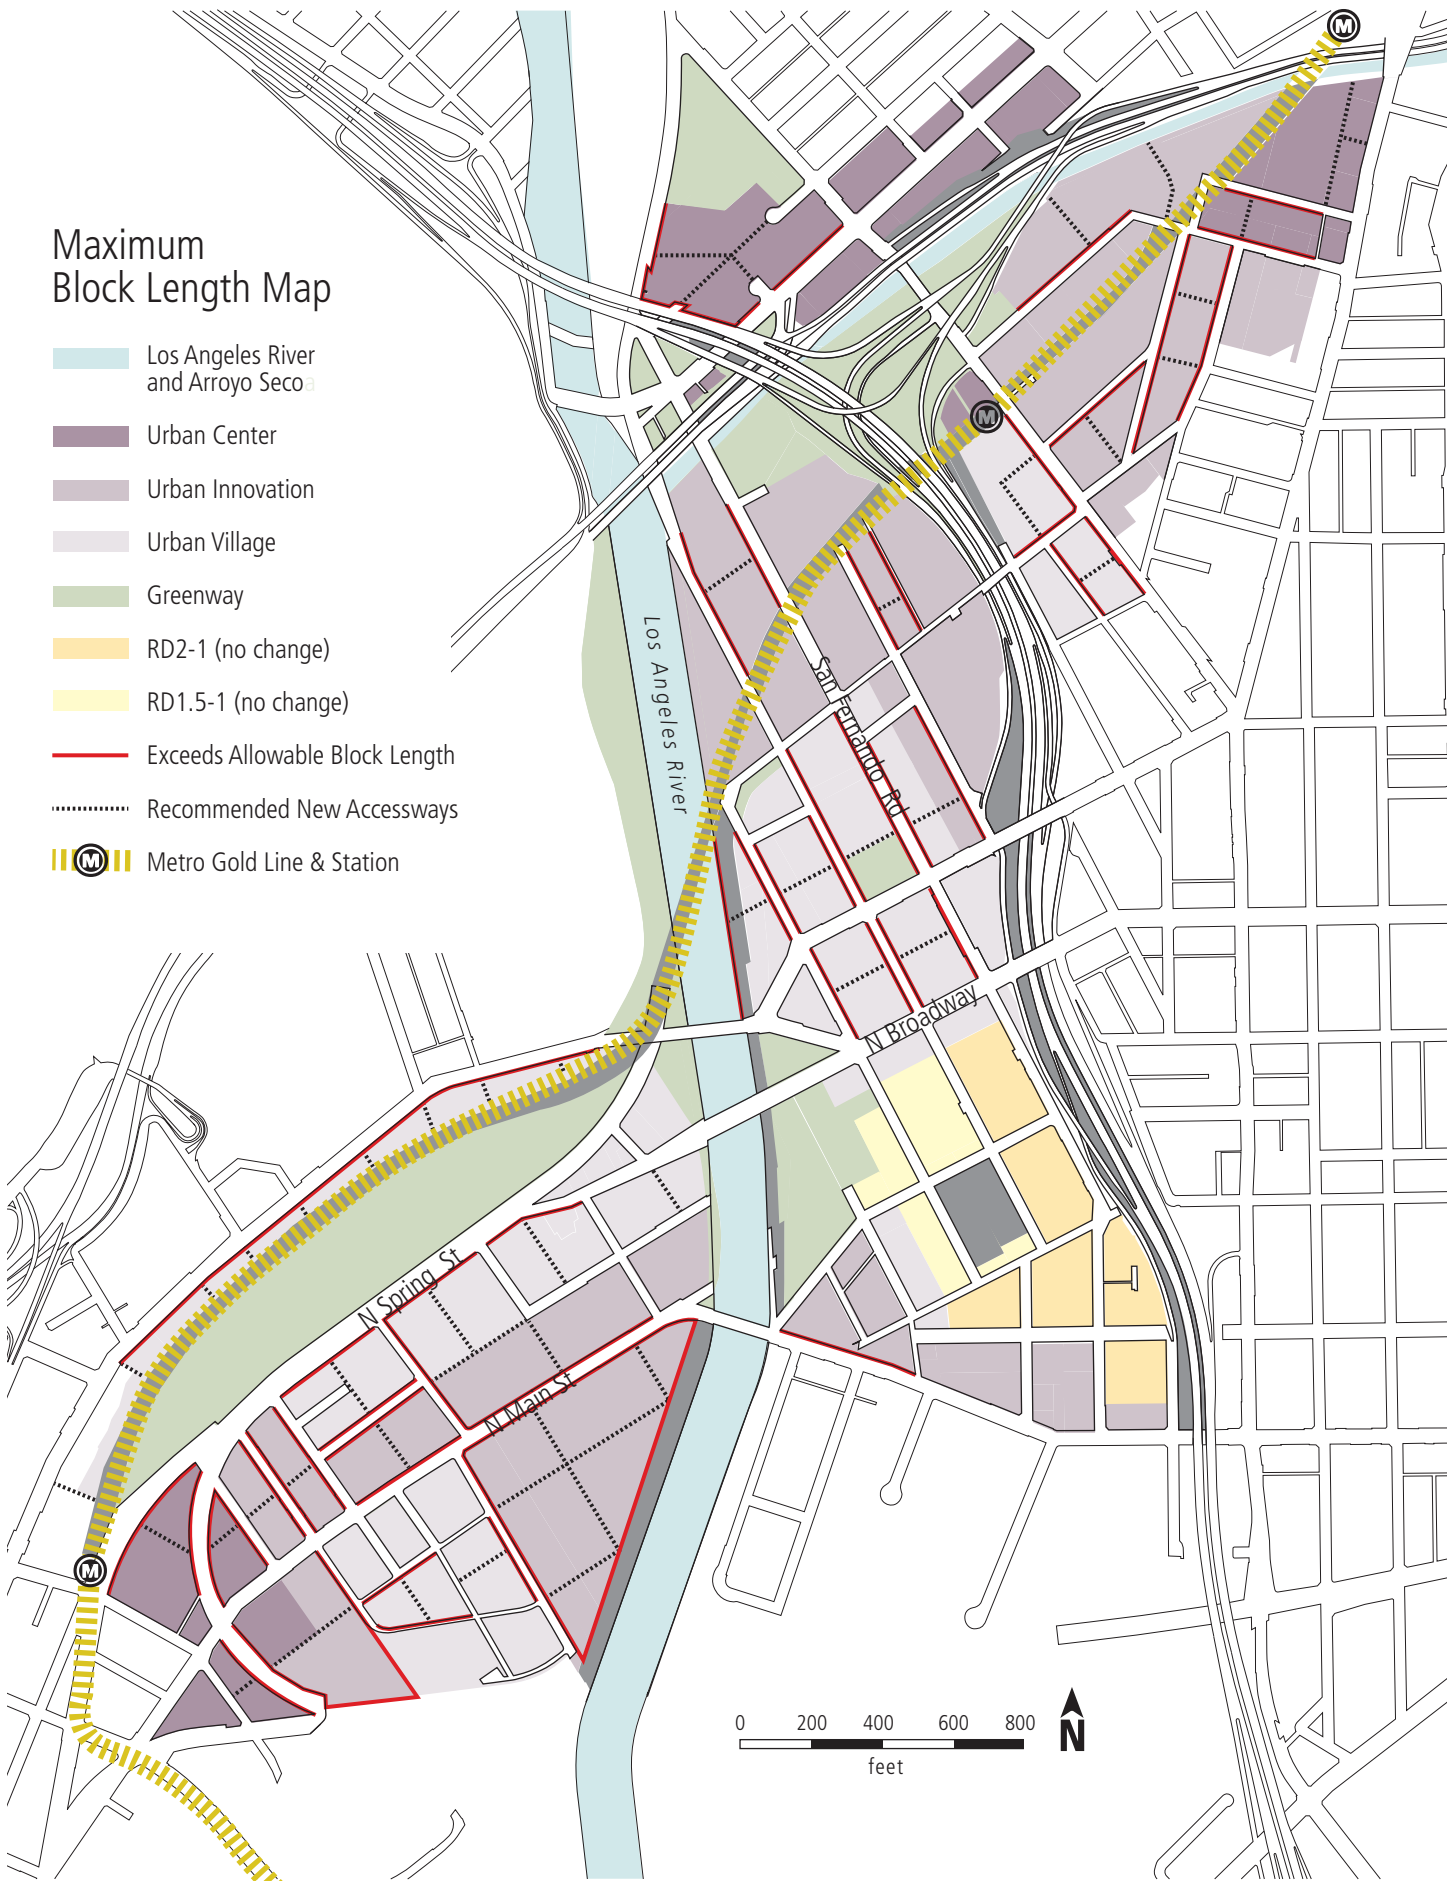 Maximum
Block Length Map
Los Angeles River
and Arroyo Secoa
Urban Center
Urban Innovation
Urban Village
Greenway
RD2-1 (no change)
RD1.5-1 (no change)
Exceeds Allowable Block Length
Recommended New Accessways
M
Metro Gold Line & Station
M
M
Los Angeles River
San Fernando Rd
N Broadway
N Spring St
N Main St
M
0 200 400 600 800
feet
N